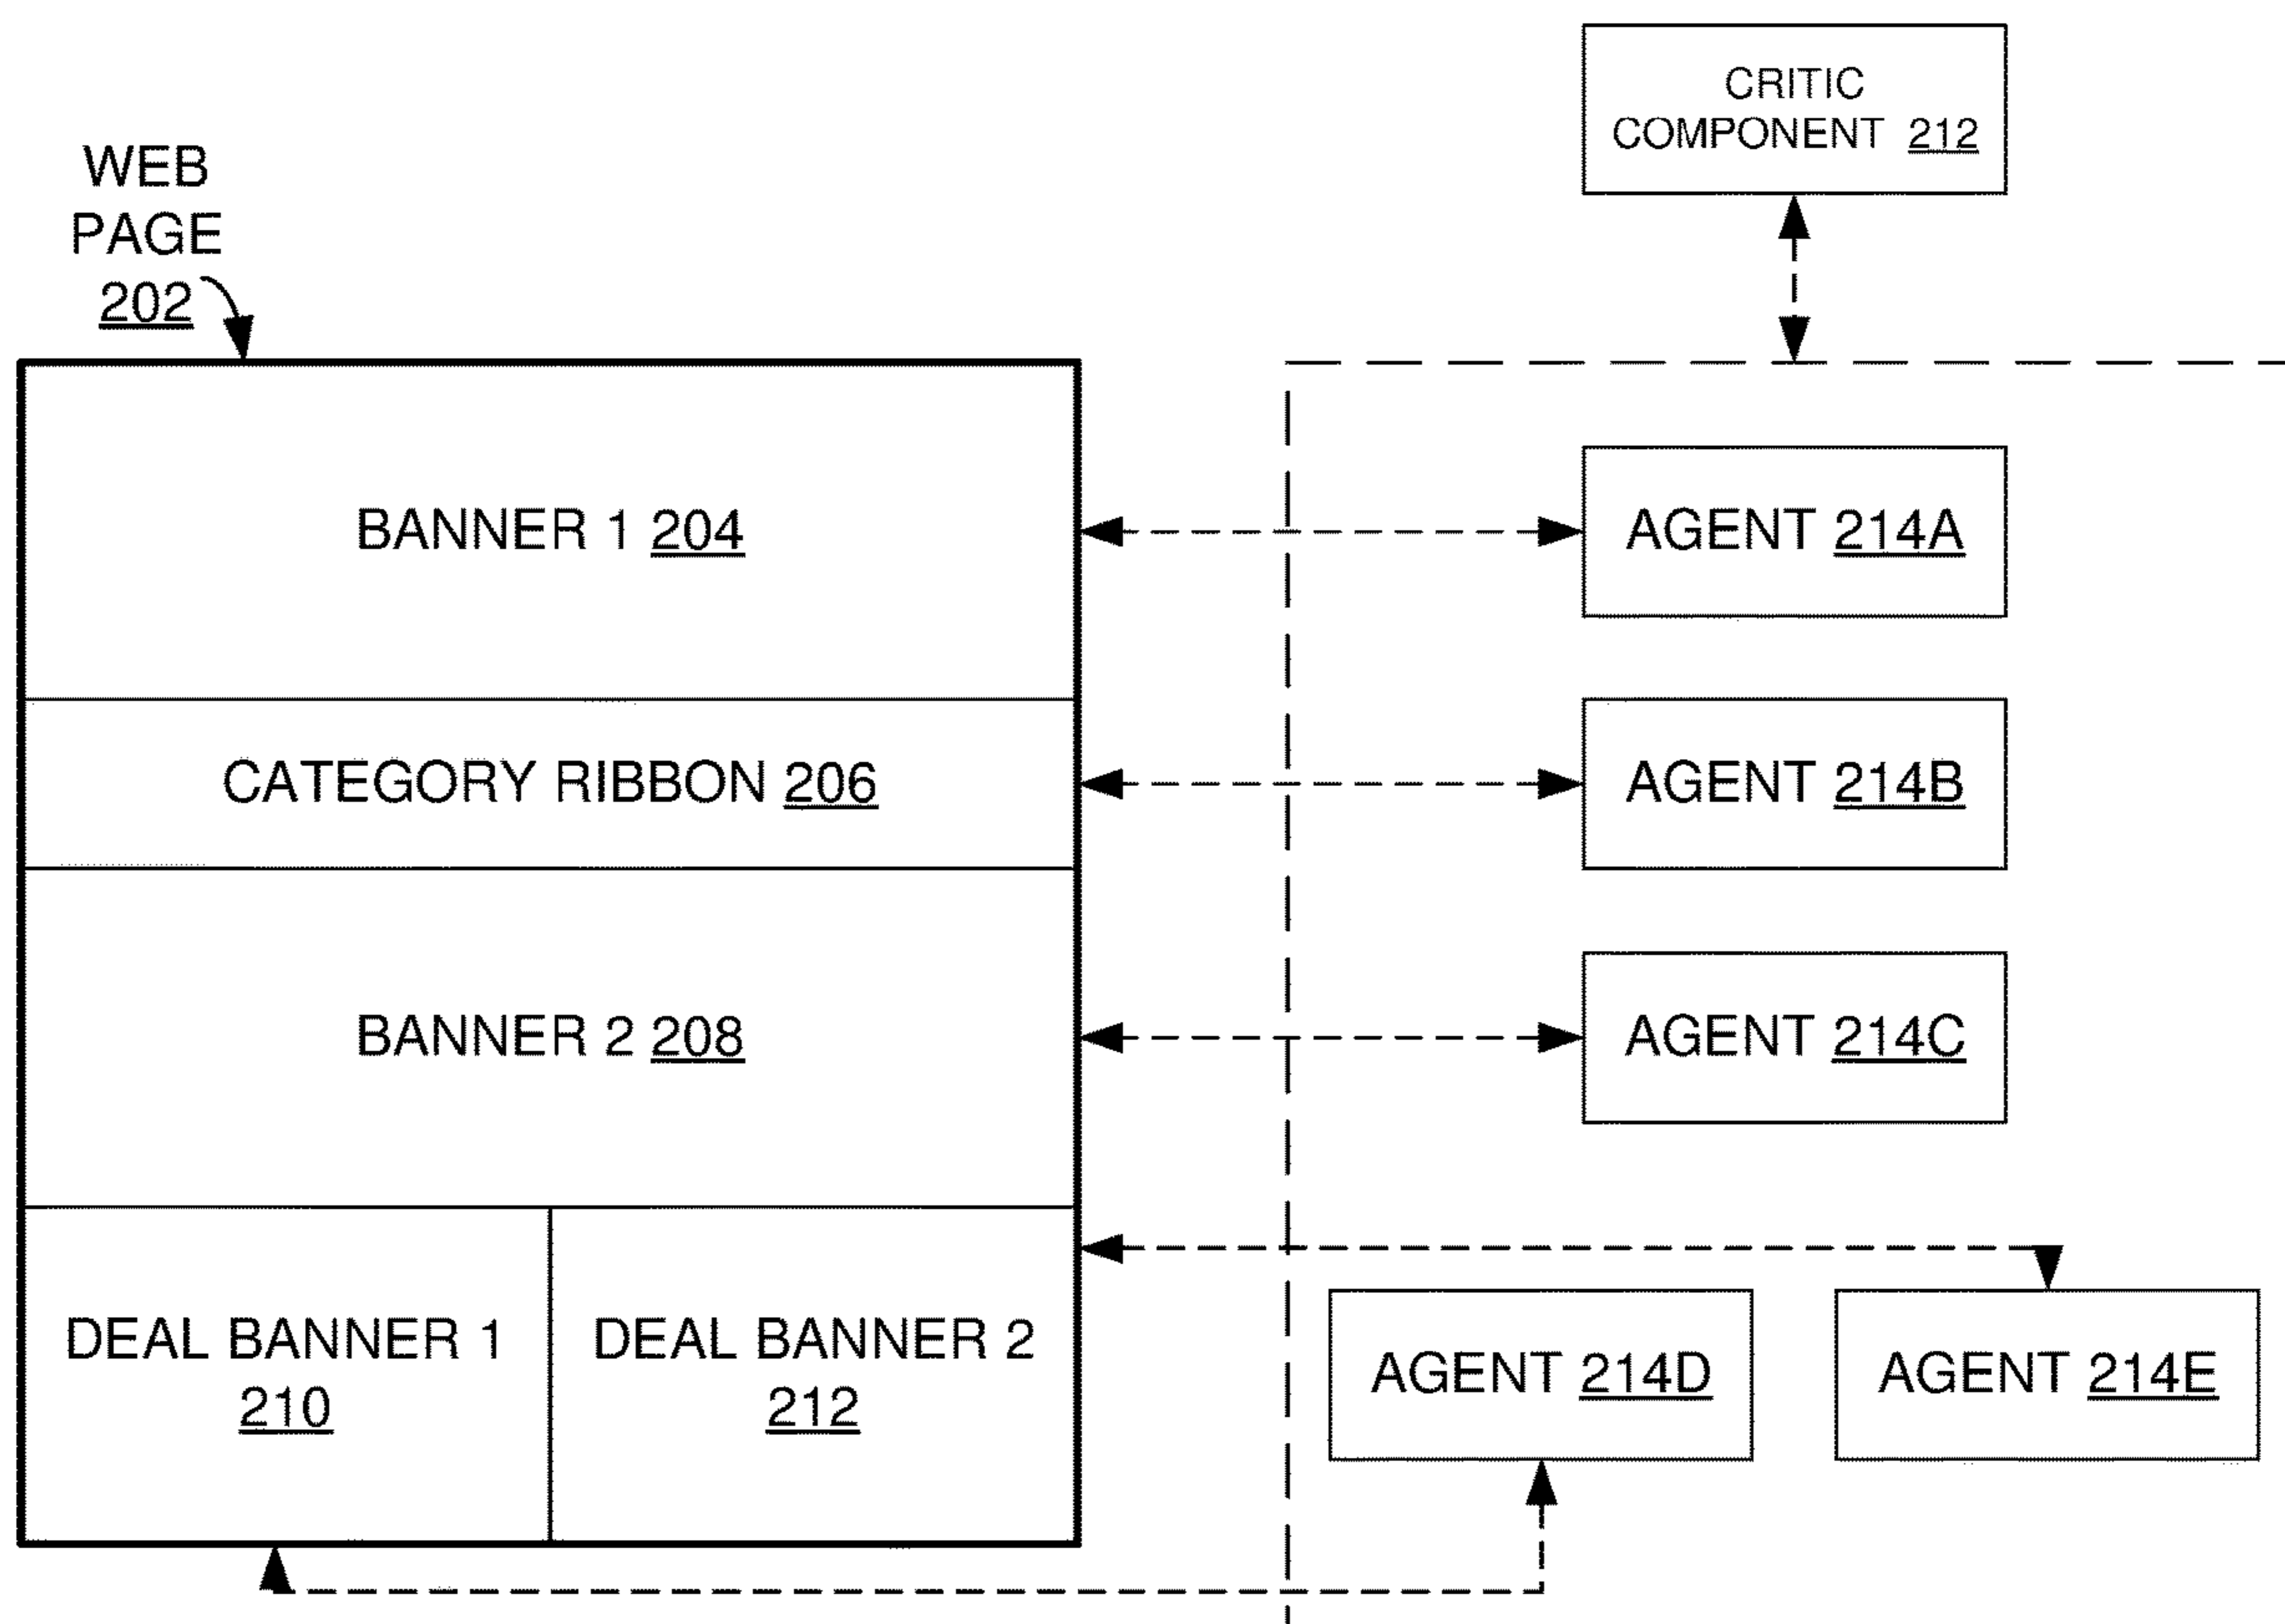 CRITIC
COMPONENT 212
WEB
PAGE
202
BANNER 1 204
AGENT 214A
CATEGORY RIBBON 206
AGENT 214B
BANNER 2 208
AGENT 214C
DEAL BANNER 1
210
DEAL BANNER 2
212
AGENT 214D
AGENT 214E